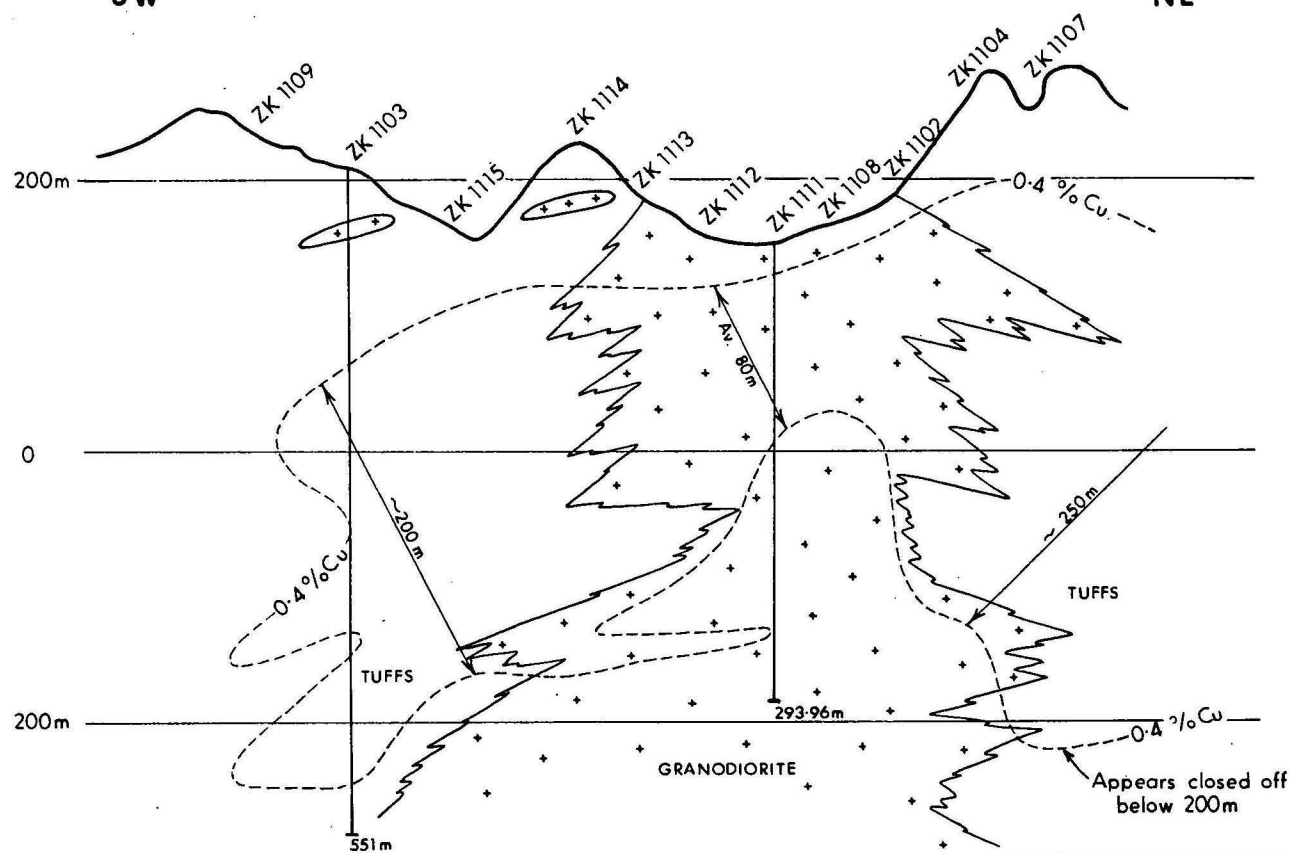 SW
NE
ZK 1109
ZK 1103
ZK 1115
ZK 1114
ZK 1113
ZK 1112
ZK 1111
ZK 1108
ZK 1102
ZK 1104
ZK 1107
200m
0.4 % Cu.
Av. 80m
0
~200 m
~ 250m
0.4 % Cu
TUFFS
TUFFS
200m
293.96m
0.4 % Cu
GRANODIORITE
Appears closed off
below 200m
551m